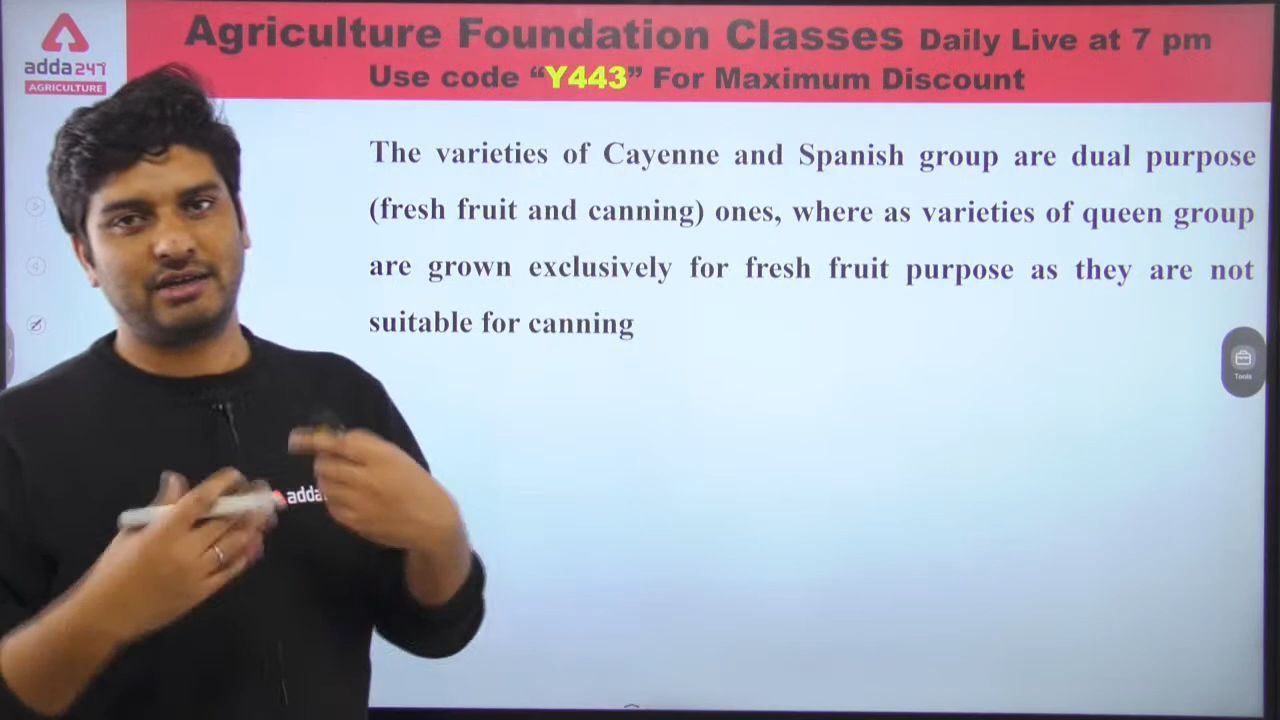 Agriculture Foundation Classes Daily Live at 7 pm
adda247
AGRICULTURE
Use code “Y443” For Maximum Discount
The varieties of Cayenne and Spanish group are dual purpose
(fresh fruit and canning) ones, where as varieties of queen group
are grown exclusively for fresh fruit purpose as they are not
suitable for canning
Tools
adda